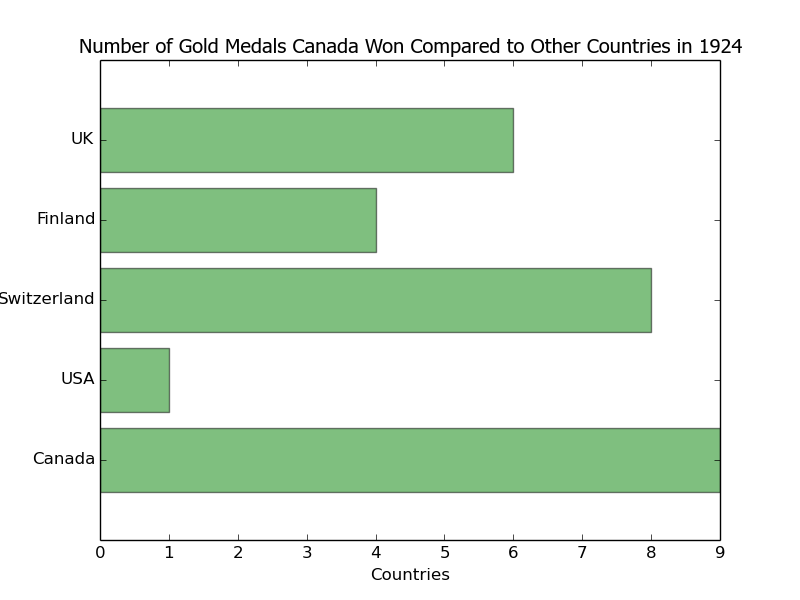 Number of Gold Medals Canada Won Compared to Other Countries in 1924
UK
Finland
Switzerland
USA
Canada
0 1 2 3 4 5 6 7 8 9
Countries